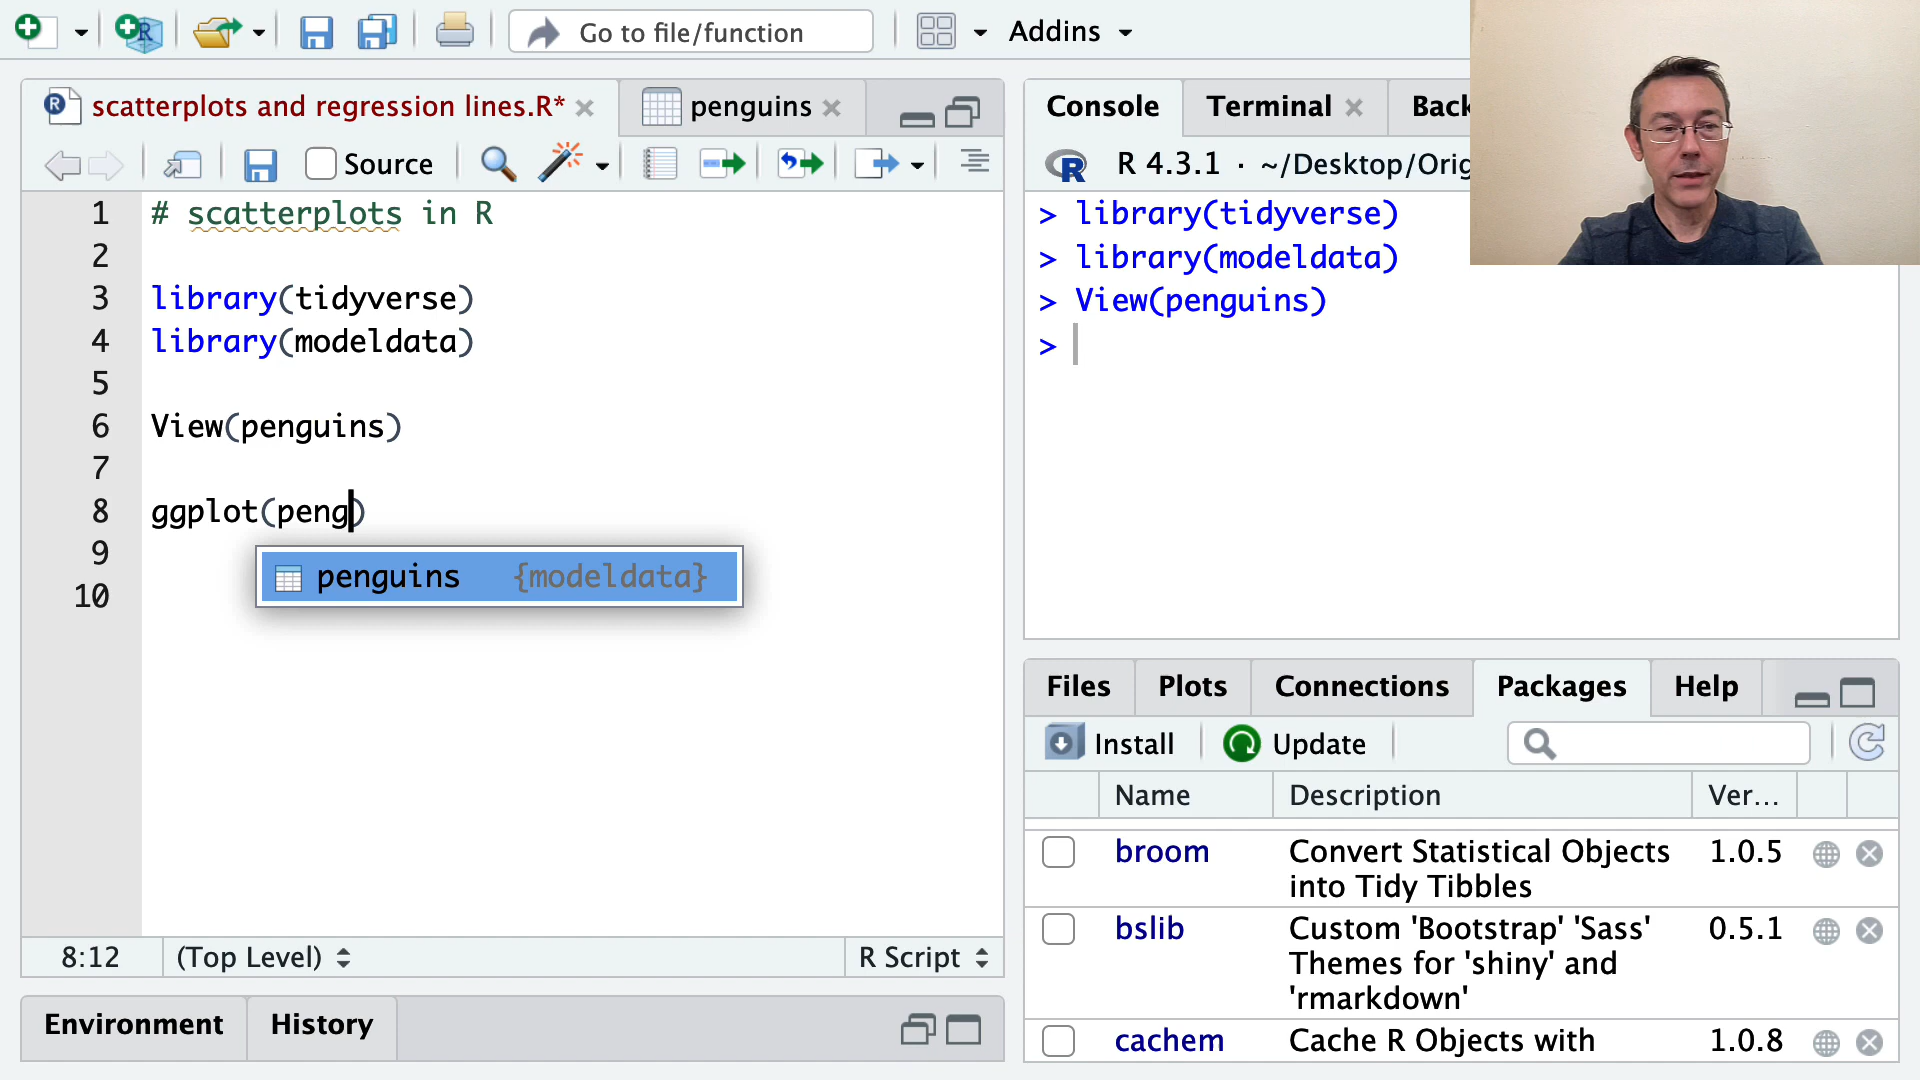 Go to file/function
Addins
scatterplots and regression lines.R*
penguins
Source
1 # scatterplots in R
2
3 library(tidyverse)
4 library(modeldata)
5
6 View(penguins)
7
8 ggplot(peng)
9
10
penguins {modeldata}
8:12 (Top Level) R Script
Environment History
Console Terminal Back
R 4.3.1 · ~/Desktop/Orig
> library(tidyverse)
> library(modeldata)
> View(penguins)
>
Files Plots Connections Packages Help
Install Update
Name Description Ver...
broom Convert Statistical Objects 1.0.5
into Tidy Tibbles
bslib Custom 'Bootstrap' 'Sass' 0.5.1
Themes for 'shiny' and
'rmarkdown'
cachem Cache R Objects with 1.0.8